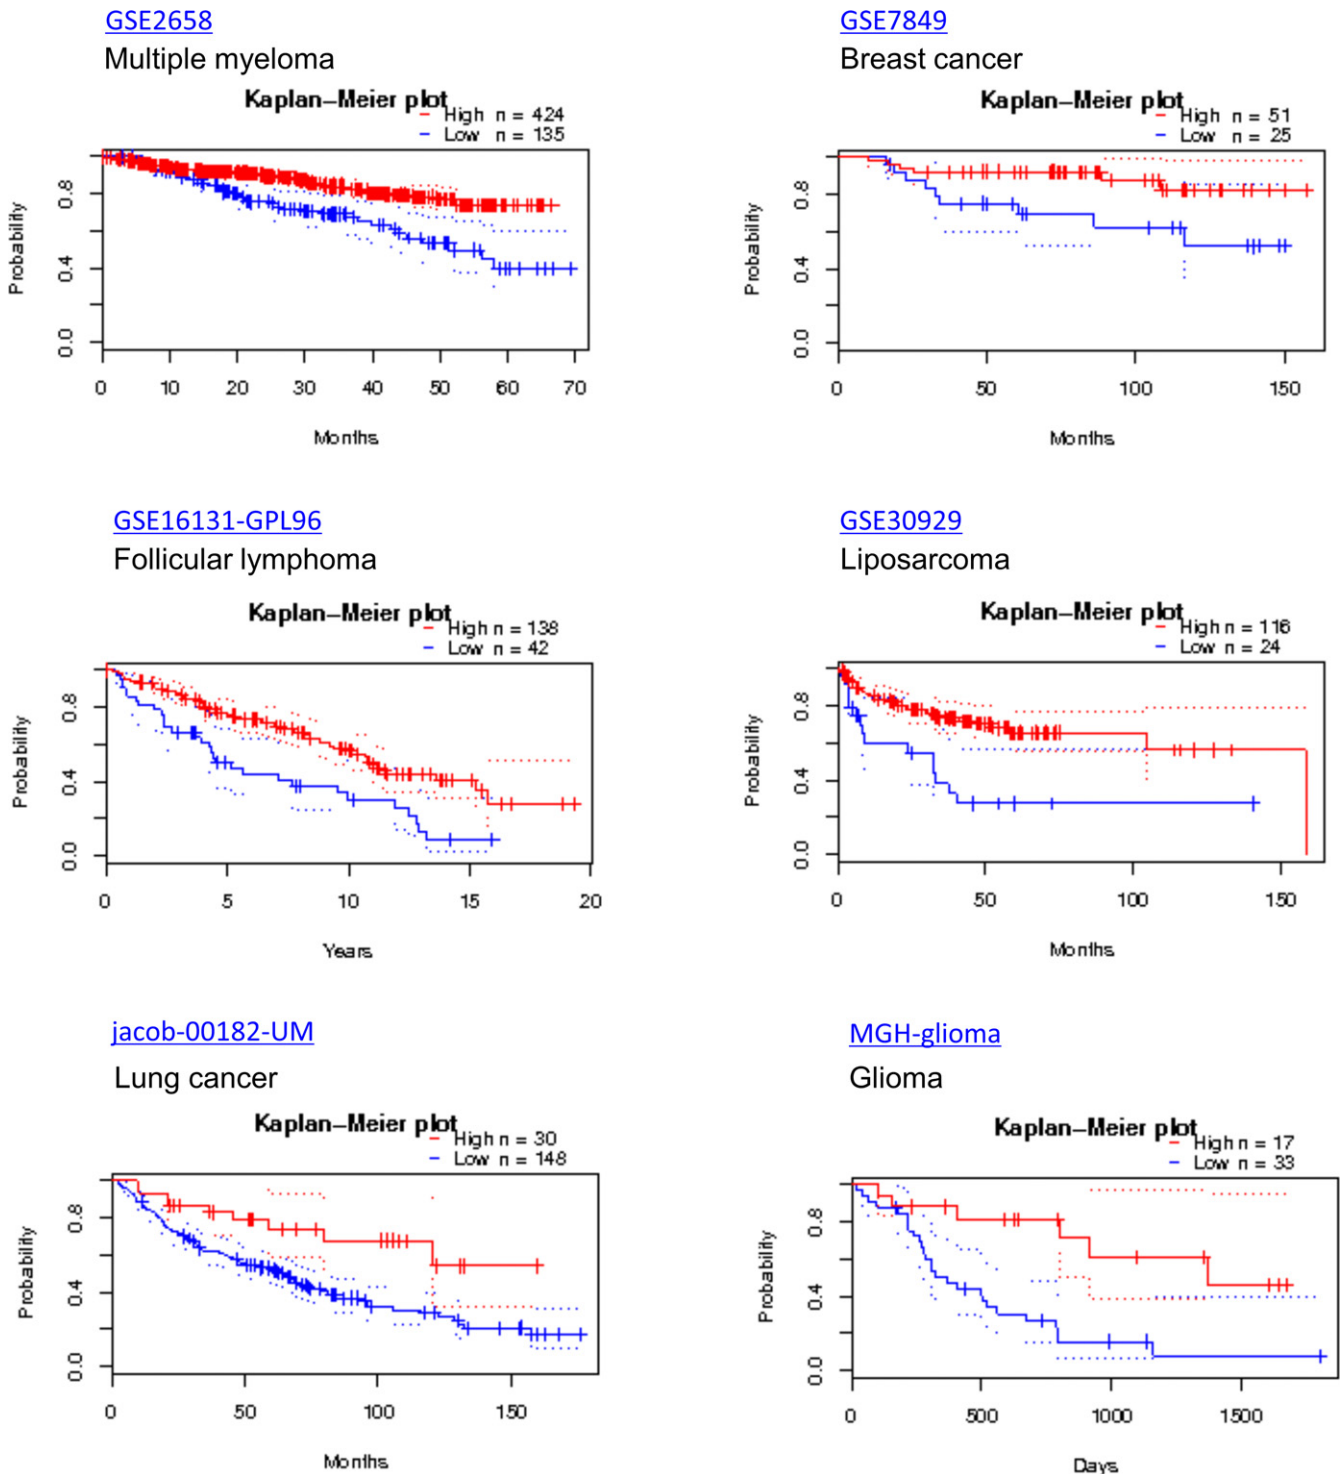 GSE2658
Multiple myeloma
Kaplan–Meier plot
High n = 424
Low n = 135
Probability
0.8
0.4
0.0
0 10 20 30 40 50 60 70
Months
GSE7849
Breast cancer
Kaplan–Meier plot
High n = 51
Low n = 25
Probability
0.8
0.4
0.0
0 50 100 150
Months
GSE16131-GPL96
Follicular lymphoma
Kaplan–Meier plot
High n = 138
Low n = 42
Probability
0.8
0.4
0.0
0 5 10 15 20
Years
GSE30929
Liposarcoma
Kaplan–Meier plot
High n = 116
Low n = 24
Probability
0.8
0.4
0.0
0 50 100 150
Months
jacob-00182-UM
Lung cancer
Kaplan–Meier plot
High n = 30
Low n = 148
Probability
0.8
0.4
0.0
0 50 100 150
Months
MGH-glioma
Glioma
Kaplan–Meier plot
High n = 17
Low n = 33
Probability
0.8
0.4
0.0
0 500 1000 1500
Days